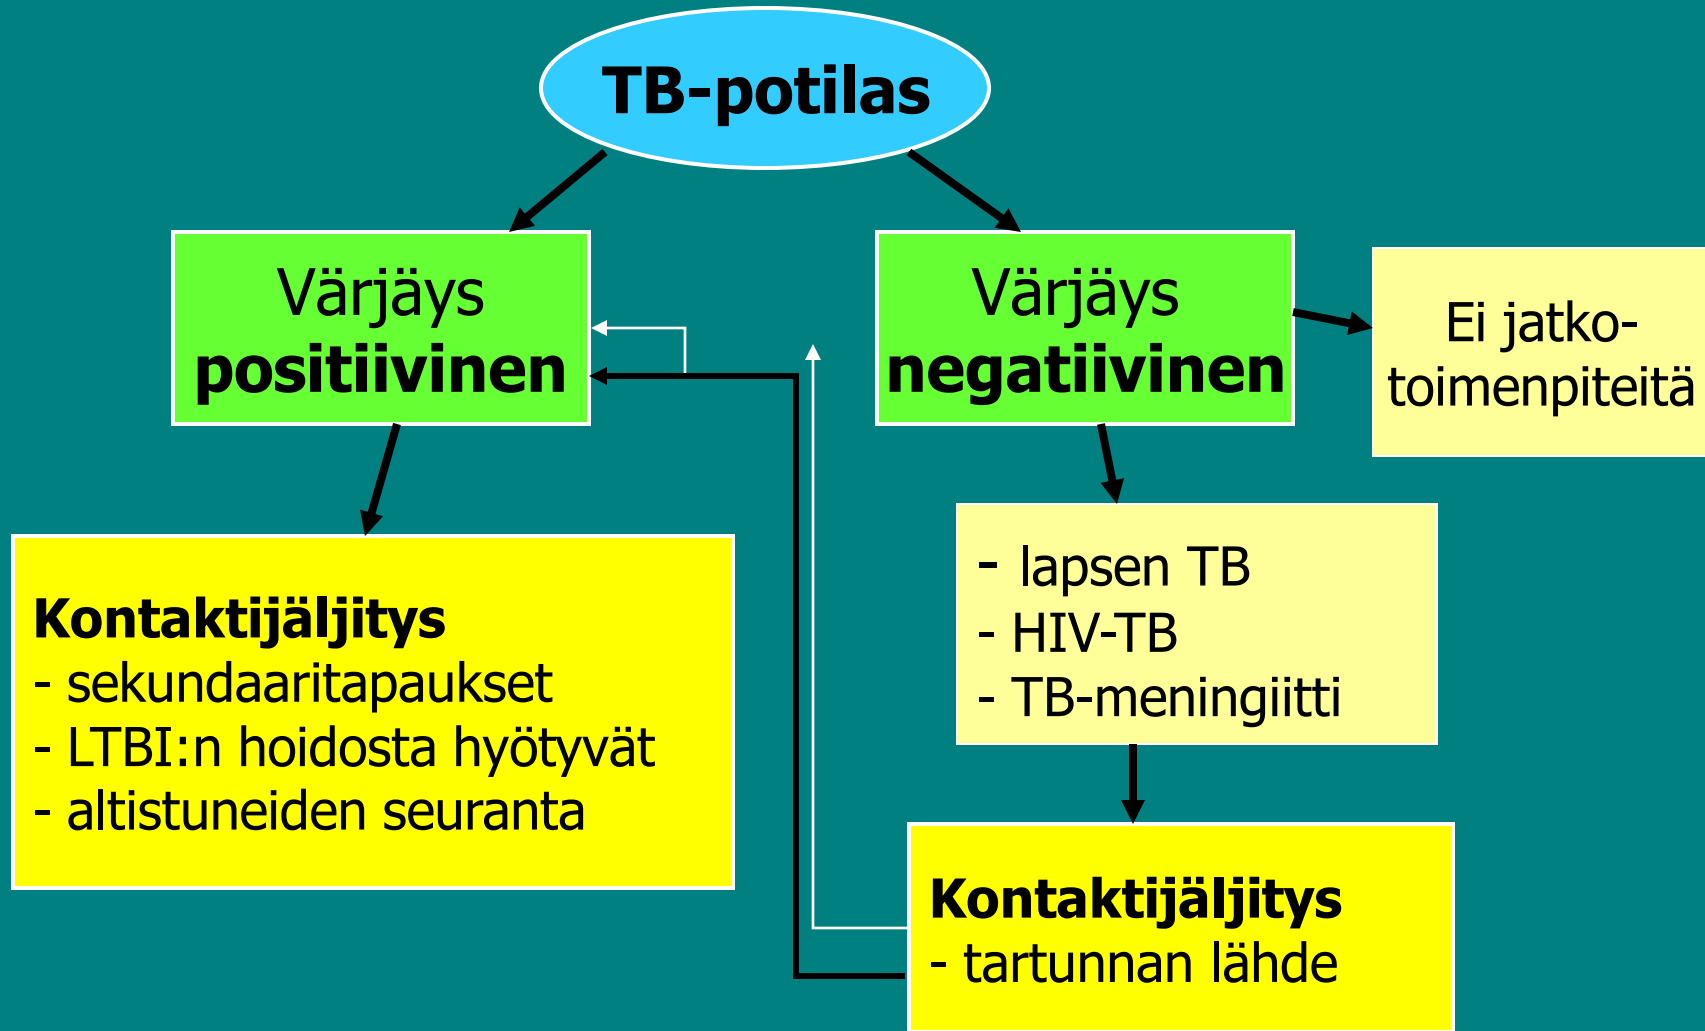 TB-potilas
Värjäys
positiivinen
Värjäys
negatiivinen
Ei jatko-
toimenpiteitä
Kontaktijäljitys
- sekundaaritapaukset
- LTBI:n hoidosta hyötyvät
- altistuneiden seuranta
- lapsen TB
- HIV-TB
- TB-meningiitti
Kontaktijäljitys
- tartunnan lähde